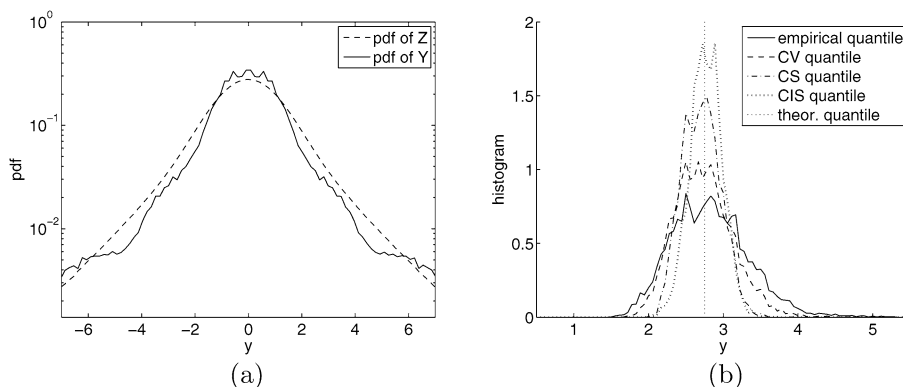 10^0
10^-1
10^-2
pdf
pdf of Z
pdf of Y
−6 −4 −2 0 2 4 6
y
(a)
2
1.5
1
0.5
0
histogram
empirical quantile
CV quantile
CS quantile
CIS quantile
theor. quantile
1 2 3 4 5
y
(b)